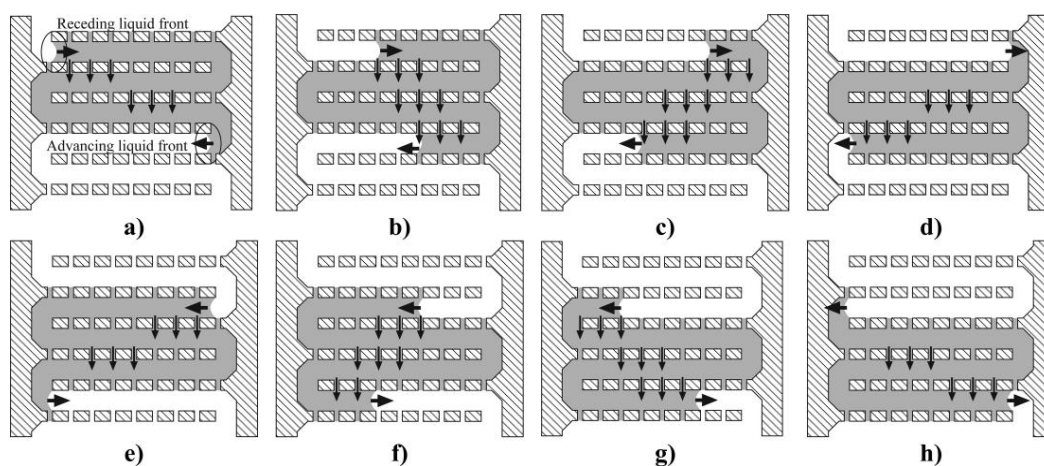 Receding liquid front
Advancing liquid front
a)
b)
c)
d)
e)
f)
g)
h)